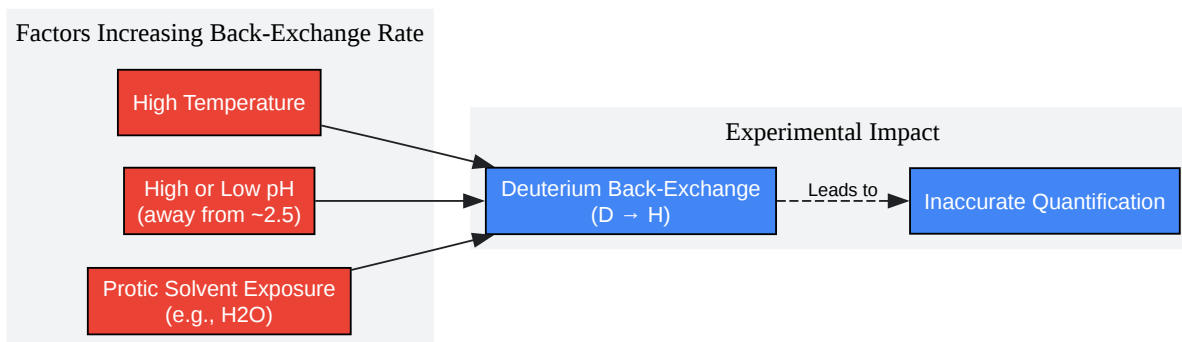 Factors Increasing Back-Exchange Rate
High Temperature
High or Low pH
(away from ~2.5)
Protic Solvent Exposure
(e.g., H2O)
Experimental Impact
Deuterium Back-Exchange
(D → H)
Leads to
Inaccurate Quantification